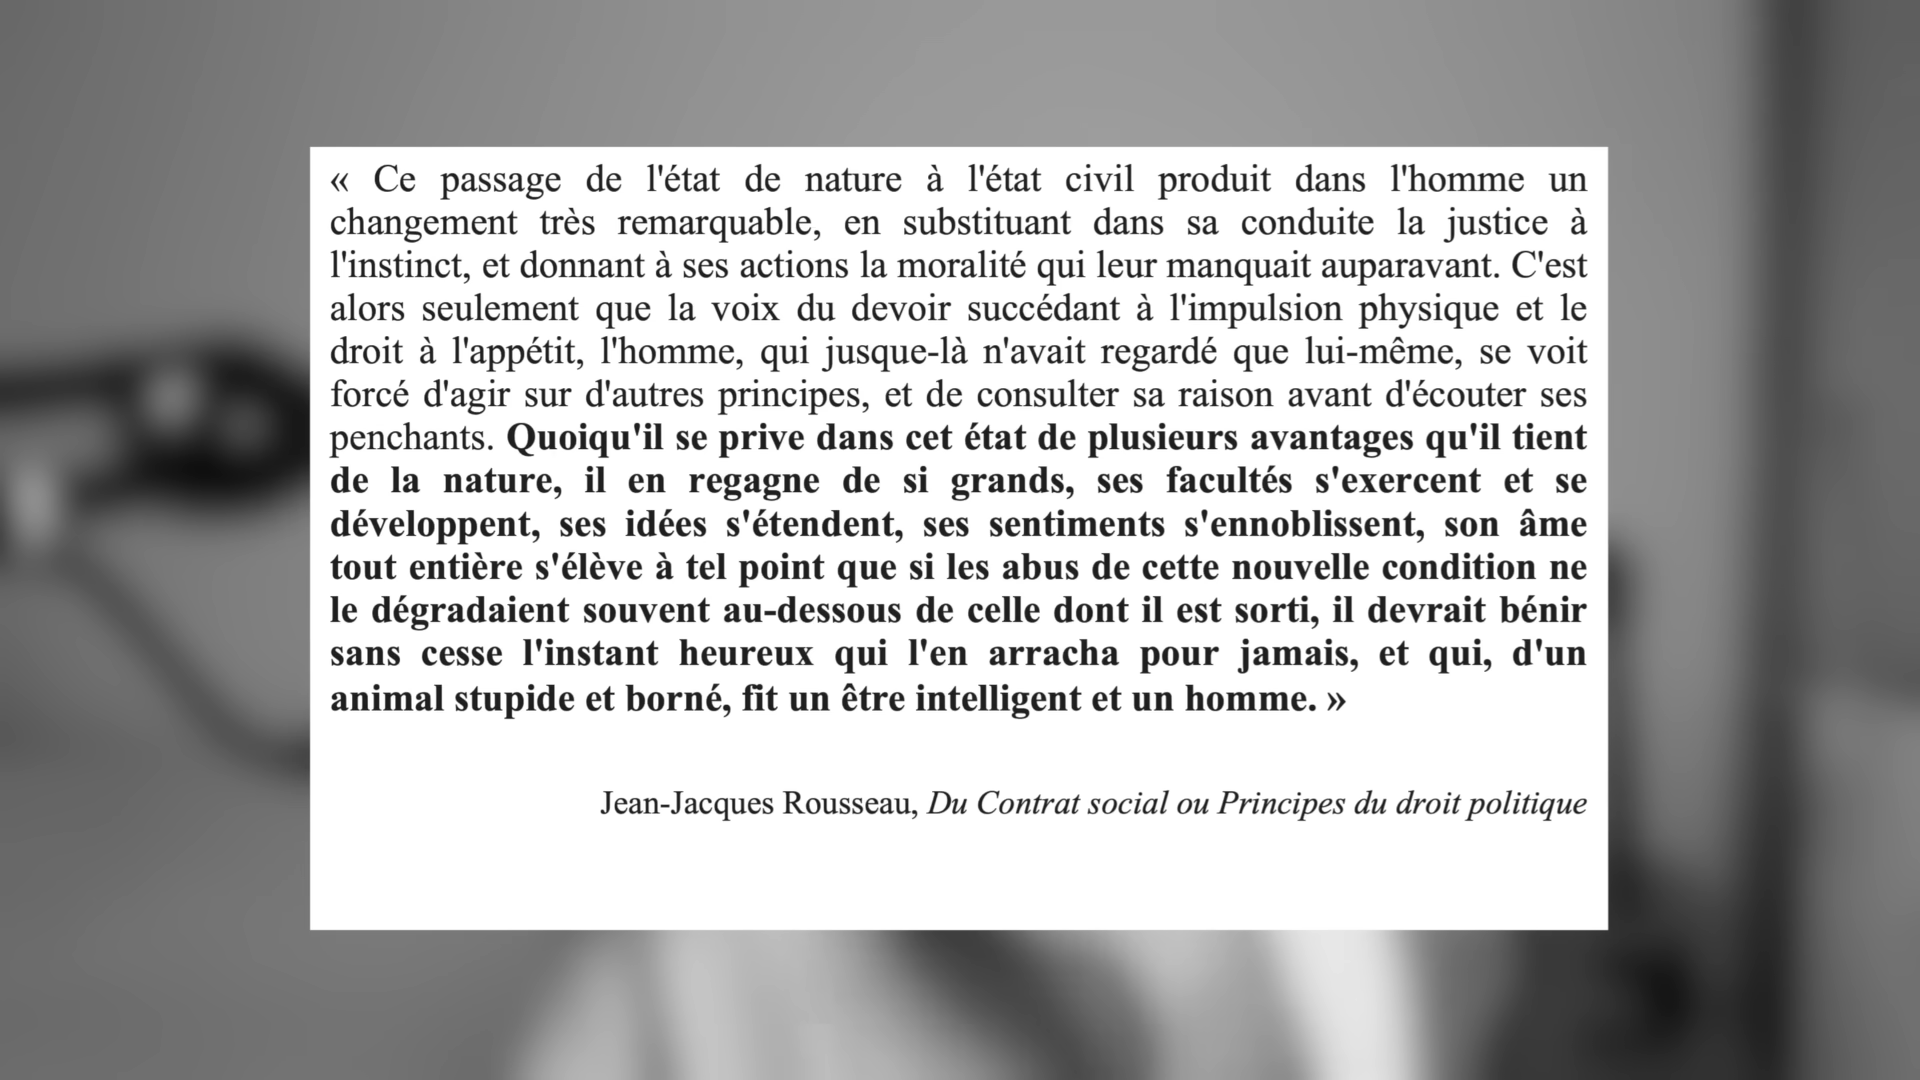 « Ce passage de l'état de nature à l'état civil produit dans l'homme un
changement très remarquable, en substituant dans sa conduite la justice à
l'instinct, et donnant à ses actions la moralité qui leur manquait auparavant. C'est
alors seulement que la voix du devoir succédant à l'impulsion physique et le
droit à l'appétit, l'homme, qui jusque-là n'avait regardé que lui-même, se voit
forcé d'agir sur d'autres principes, et de consulter sa raison avant d'écouter ses
penchants. Quoiqu'il se prive dans cet état de plusieurs avantages qu'il tient
de la nature, il en regagne de si grands, ses facultés s'exercent et se
développent, ses idées s'étendent, ses sentiments s'ennoblissent, son âme
tout entière s'élève à tel point que si les abus de cette nouvelle condition ne
le dégradaient souvent au-dessous de celle dont il est sorti, il devrait bénir
sans cesse l'instant heureux qui l'en arracha pour jamais, et qui, d'un
animal stupide et borné, fit un être intelligent et un homme. »
Jean-Jacques Rousseau, Du Contrat social ou Principes du droit politique